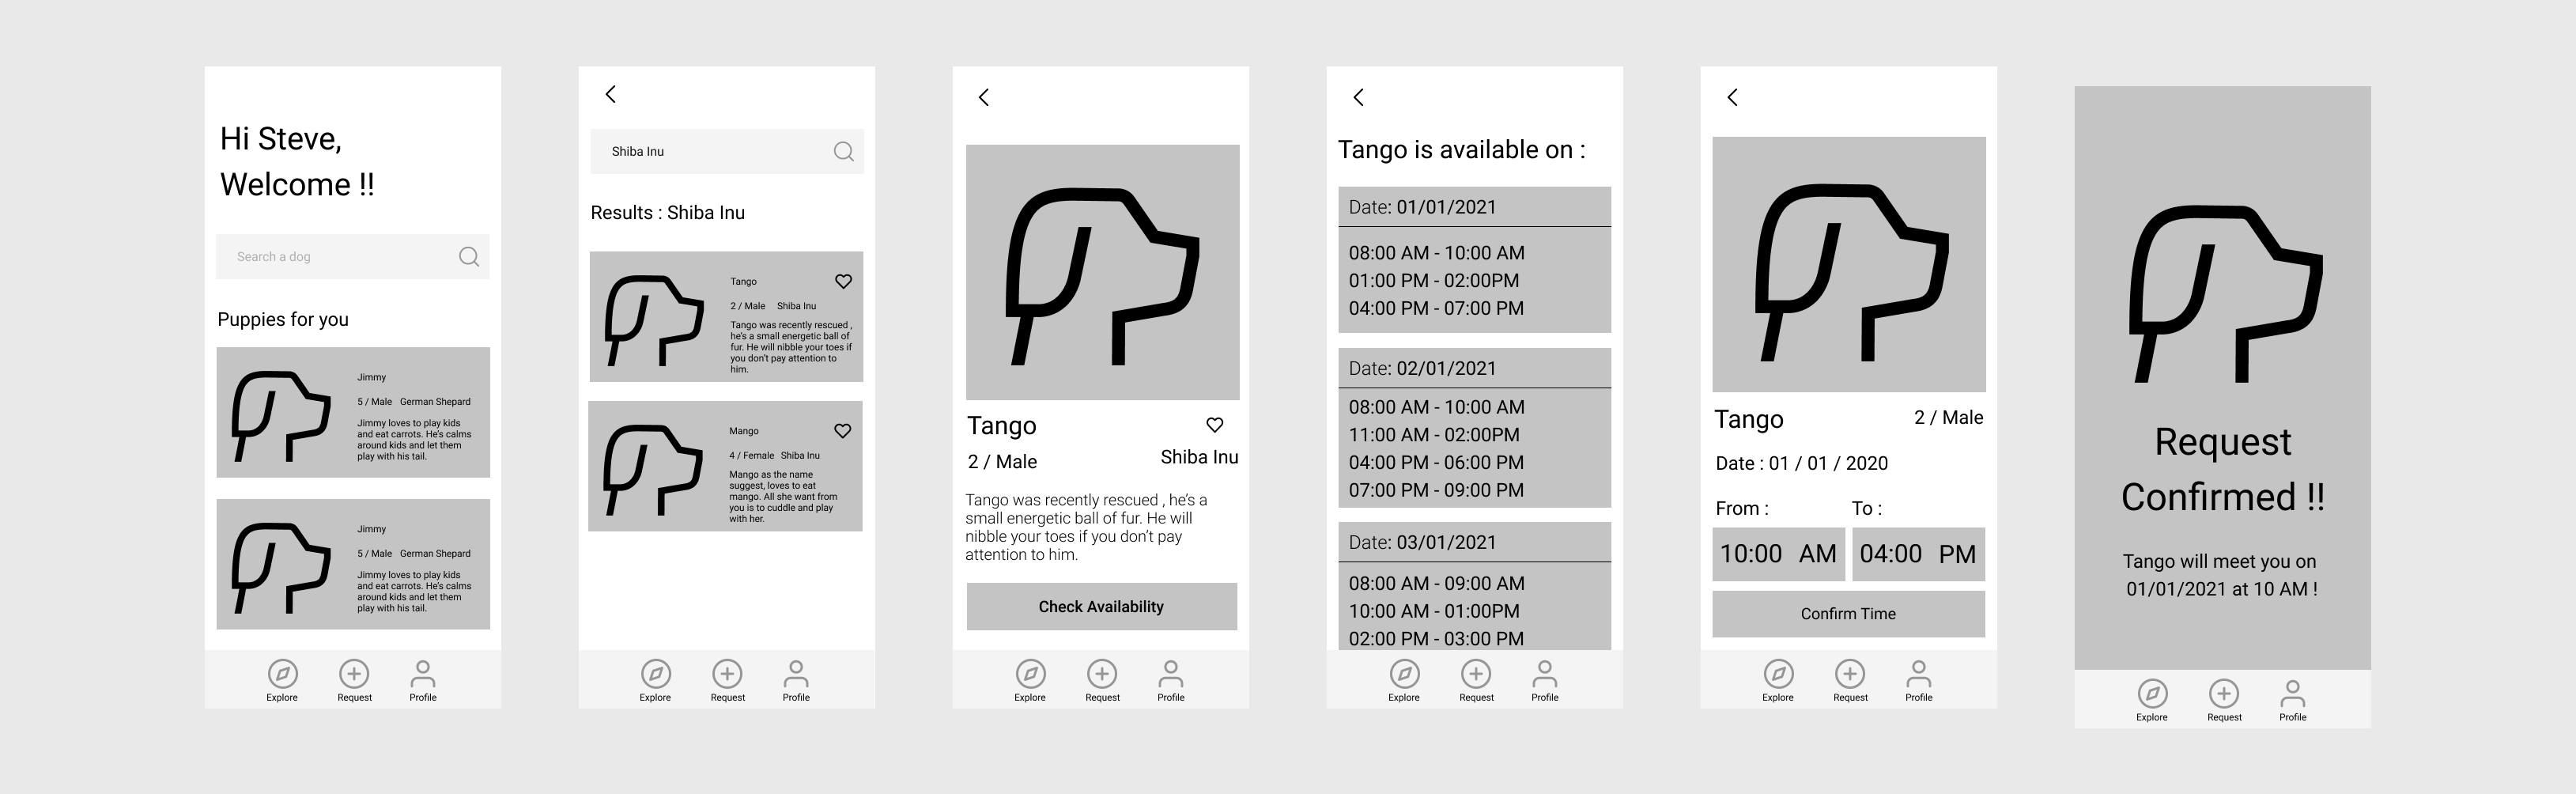 Hi Steve,
Welcome !!
Search a dog
Puppies for you
Jimmy
5 / Male German Shepard
Jimmy loves to play kids
and eat carrots. He's calms
around kids and let them
play with his tail.
Jimmy
5 / Male German Shepard
Jimmy loves to play kids
and eat carrots. He's calms
around kids and let them
play with his tail.
Explore Request Profile
Shiba Inu
Results : Shiba Inu
Tango
2 / Male Shiba Inu
Tango was recently rescued ,
he's a small energetic ball of
fur. He will nibble your toes if
you don't pay attention to
him.
Mango
4 / Female Shiba Inu
Mango as the name
suggest, loves to eat
mango. All she want from
you is to cuddle and play
with her.
Explore Request Profile
Tango
2 / Male Shiba Inu
Tango was recently rescued , he's a
small energetic ball of fur. He will
nibble your toes if you don't pay
attention to him.
Check Availability
Explore Request Profile
Tango is available on :
Date: 01/01/2021
08:00 AM - 10:00 AM
01:00 PM - 02:00PM
04:00 PM - 07:00 PM
Date: 02/01/2021
08:00 AM - 10:00 AM
11:00 AM - 02:00PM
04:00 PM - 06:00 PM
07:00 PM - 09:00 PM
Date: 03/01/2021
08:00 AM - 09:00 AM
10:00 AM - 01:00PM
02:00 PM - 03:00 PM
Explore Request Profile
Tango 2 / Male
Date : 01 / 01 / 2020
From : To :
10:00 AM 04:00 PM
Confirm Time
Explore Request Profile
Request
Confirmed !!
Tango will meet you on
01/01/2021 at 10 AM !
Explore Request Profile